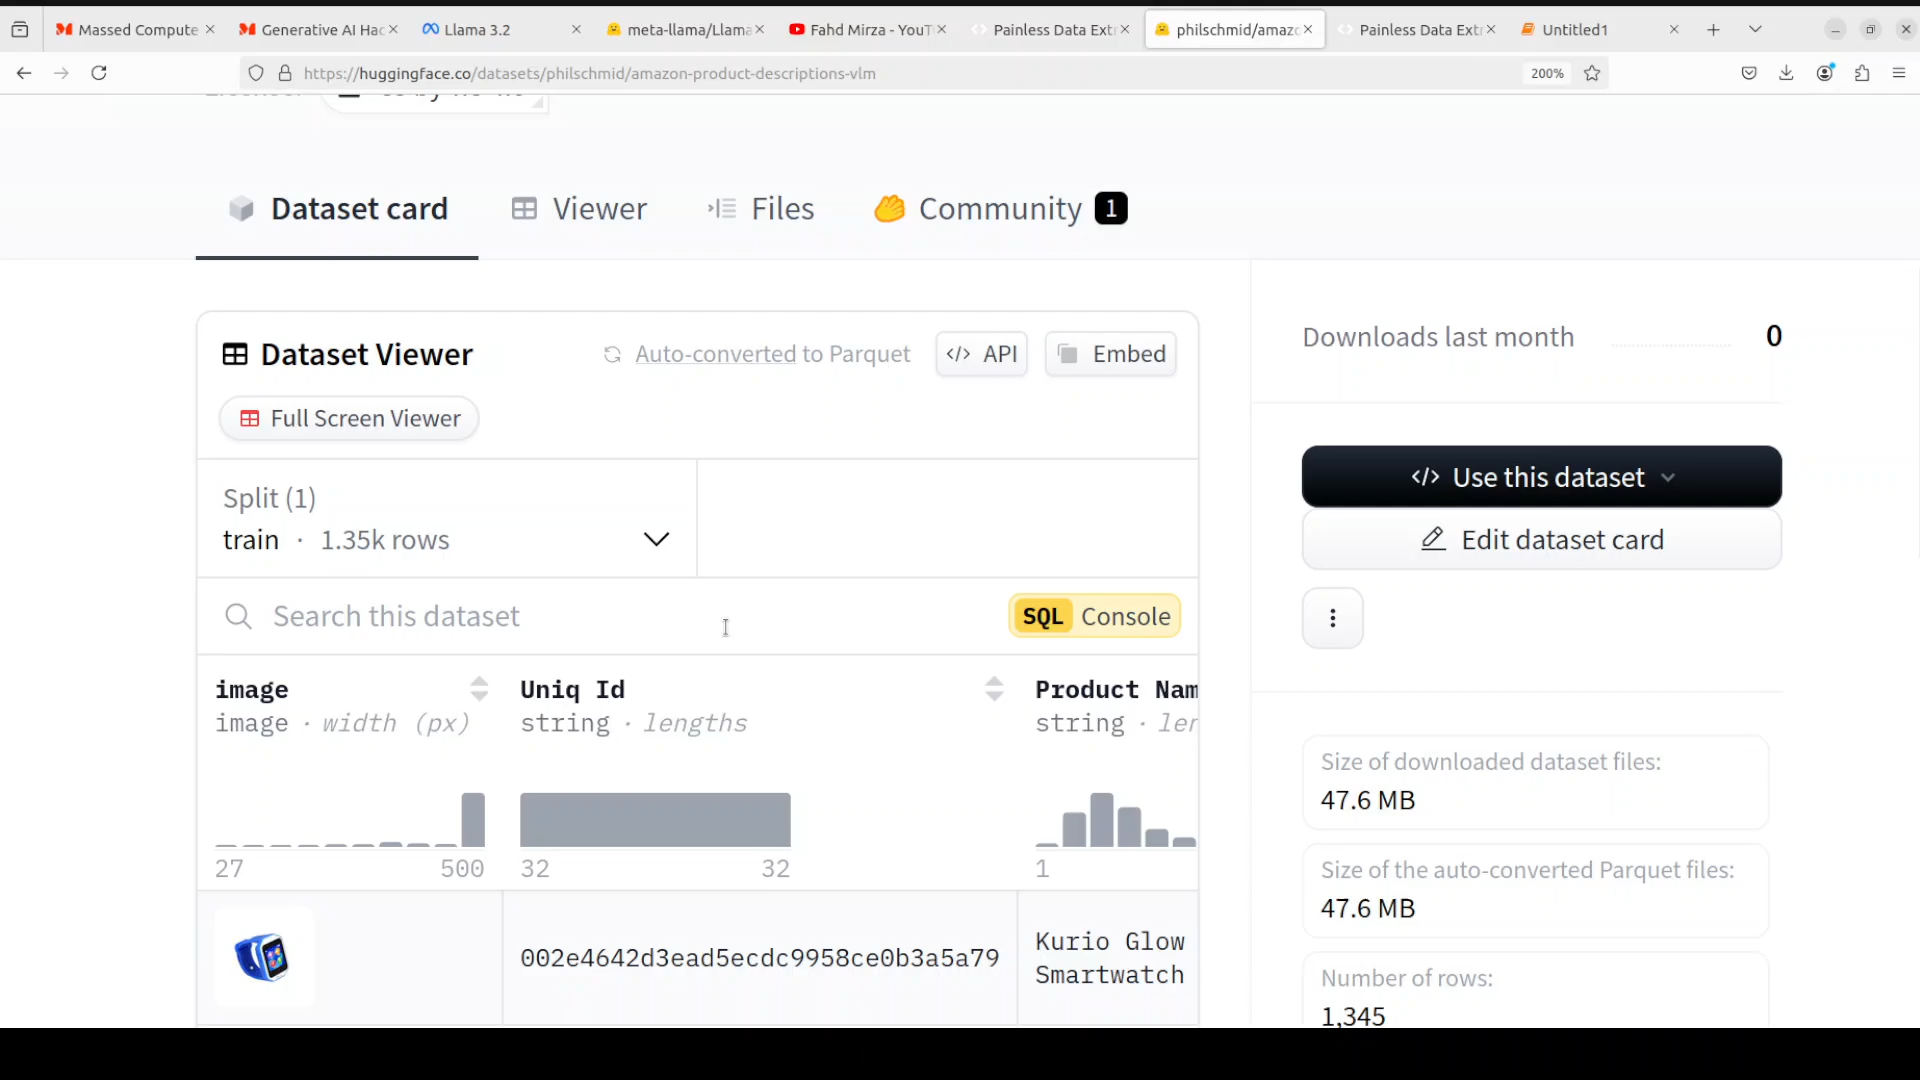 Massed Compute
Generative AI Hac
Llama 3.2
meta-llama/Llama
Fahd Mirza - YouT
Painless Data Extr
philschmid/amazo
Painless Data Extr
Untitled1
https://huggingface.co/datasets/philschmid/amazon-product-descriptions-vlm
200%
Dataset card
Viewer
Files
Community 1
Dataset Viewer
Auto-converted to Parquet
API
Embed
Full Screen Viewer
Split (1)
train · 1.35k rows
Search this dataset
SQL Console
image
image · width (px)
27 500
Uniq Id
string · lengths
32 32
Product Nam
string · len
1
002e4642d3ead5ecdc9958ce0b3a5a79
Kurio Glow
Smartwatch
Downloads last month 0
Use this dataset
Edit dataset card
Size of downloaded dataset files:
47.6 MB
Size of the auto-converted Parquet files:
47.6 MB
Number of rows:
1,345